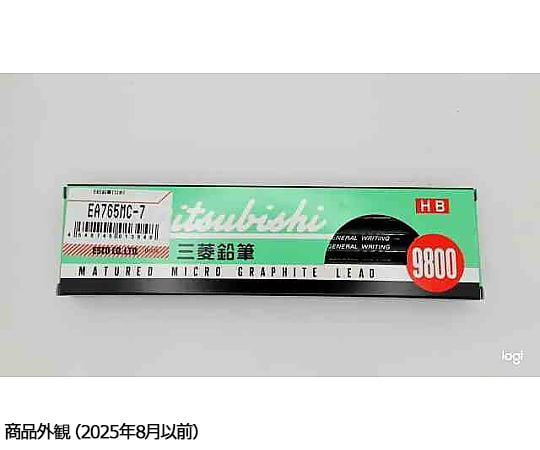 EA765MC-7
ESCO CO.,LTD.
itsubishi
三菱鉛筆
HB
GENERAL WRITING
GENERAL WRITING
9800
MATURED MICRO GRAPHITE LEAD
logi
商品外観（2025年8月以前）